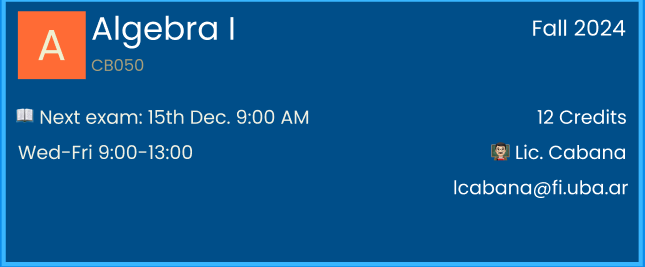 A
Algebra I
Fall 2024
CB050
Next exam: 15th Dec. 9:00 AM
12 Credits
Wed-Fri 9:00-13:00
Lic. Cabana
lcabana@fi.uba.ar